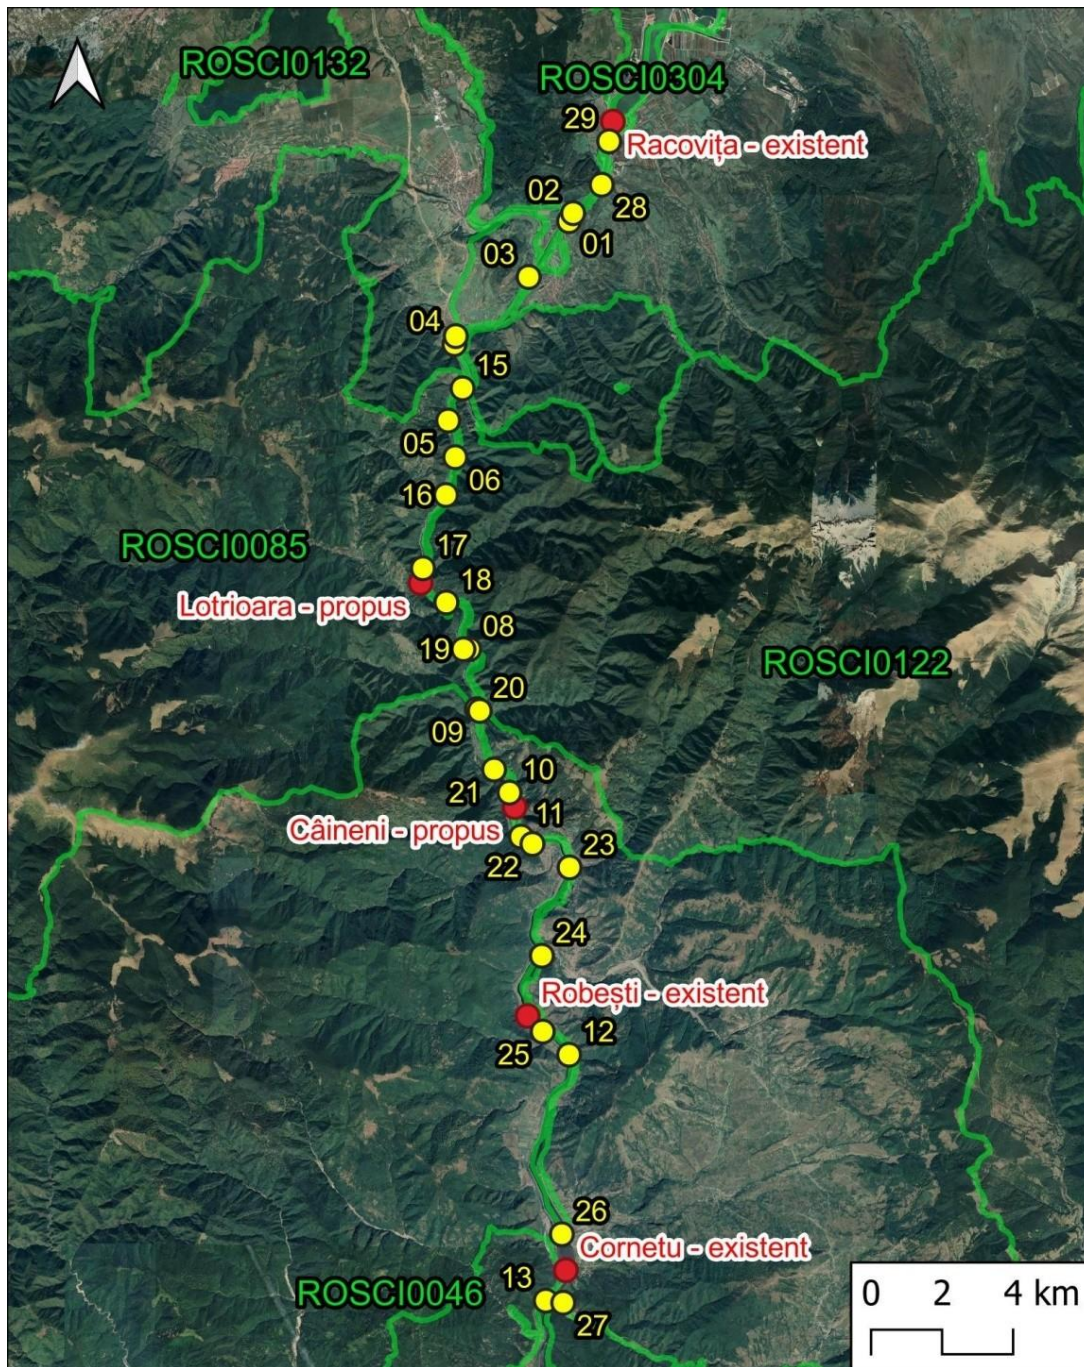 ROSCI0132
ROSCI0304
29
Racovița - existent
02
28
01
03
04
15
05
06
16
ROSCI0085
17
18
Lotrioara - propus
08
19
ROSCI0122
20
09
10
21
11
Câineni - propus
23
22
24
Robești - existent
12
25
26
Cornetu - existent
13
ROSCI0046
27
0 2 4 km